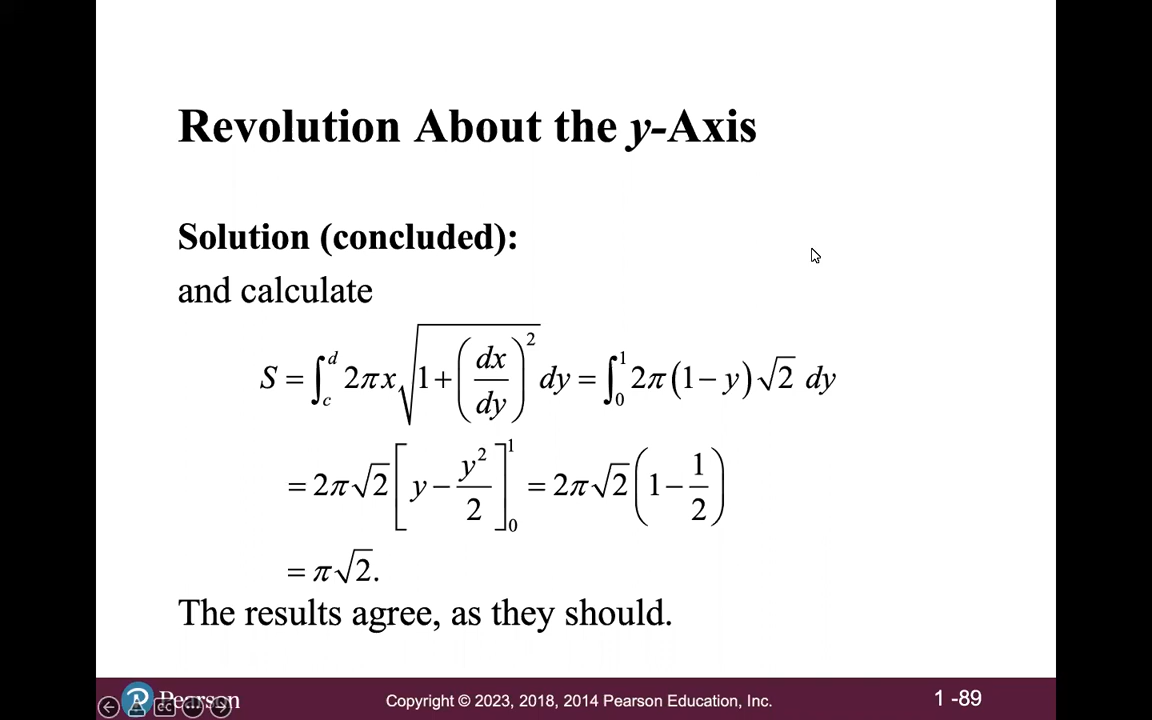 Revolution About the y-Axis
Solution (concluded):
and calculate
S = ∫_c^d 2πx √(1 + (dx/dy)^2) dy = ∫_0^1 2π(1 − y)√2 dy
= 2π√2 [y − y^2/2]_0^1 = 2π√2 (1 − 1/2)
= π√2.
The results agree, as they should.
Pearson Copyright © 2023, 2018, 2014 Pearson Education, Inc. 1 -89